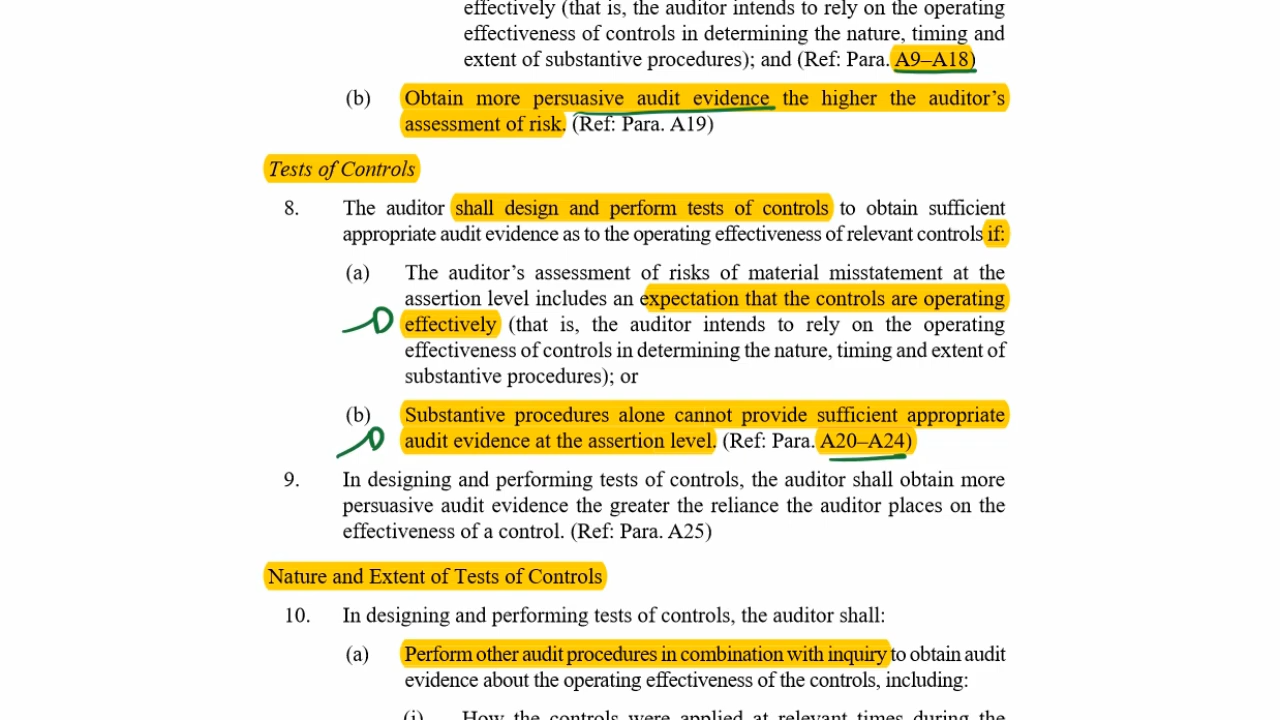 effectively (that is, the auditor intends to rely on the operating
effectiveness of controls in determining the nature, timing and
extent of substantive procedures); and (Ref: Para. A9–A18)
(b) Obtain more persuasive audit evidence the higher the auditor’s
assessment of risk. (Ref: Para. A19)
Tests of Controls
8. The auditor shall design and perform tests of controls to obtain sufficient
appropriate audit evidence as to the operating effectiveness of relevant controls if:
(a) The auditor’s assessment of risks of material misstatement at the
assertion level includes an expectation that the controls are operating
effectively (that is, the auditor intends to rely on the operating
effectiveness of controls in determining the nature, timing and extent of
substantive procedures); or
(b) Substantive procedures alone cannot provide sufficient appropriate
audit evidence at the assertion level. (Ref: Para. A20–A24)
9. In designing and performing tests of controls, the auditor shall obtain more
persuasive audit evidence the greater the reliance the auditor places on the
effectiveness of a control. (Ref: Para. A25)
Nature and Extent of Tests of Controls
10. In designing and performing tests of controls, the auditor shall:
(a) Perform other audit procedures in combination with inquiry to obtain audit
evidence about the operating effectiveness of the controls, including:
(i) How the controls were applied at relevant times during the